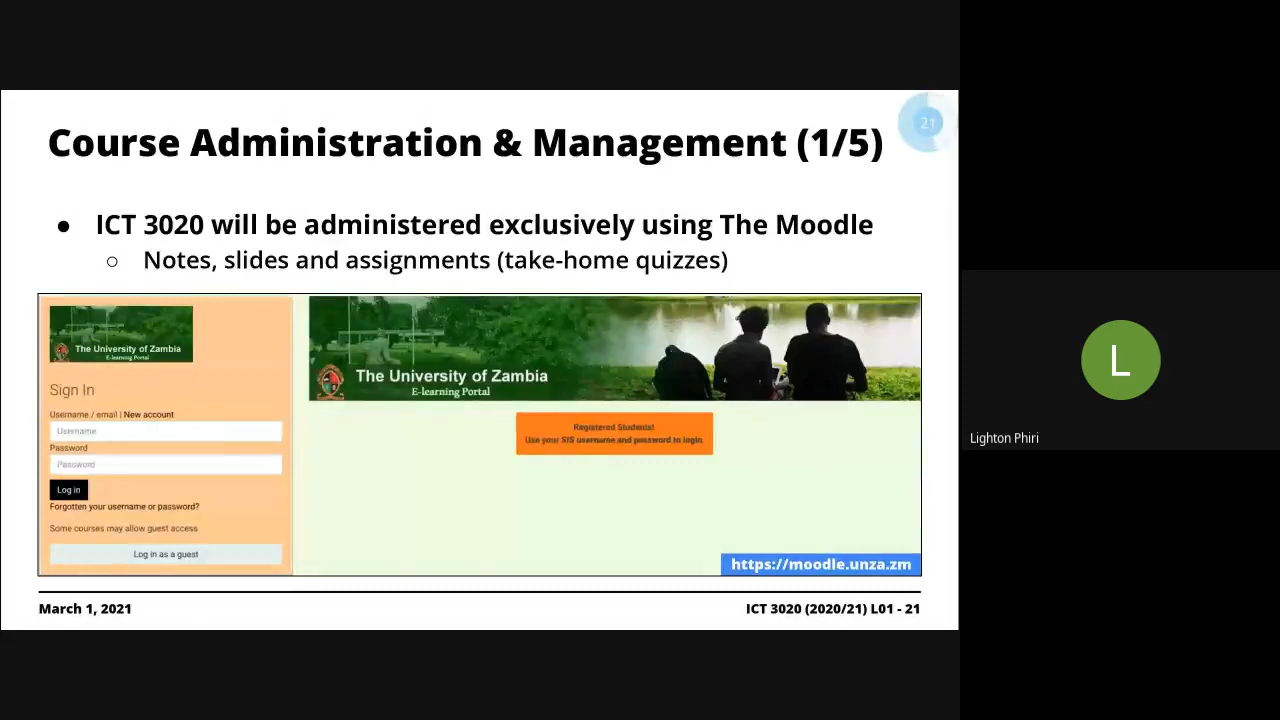 21
Course Administration & Management (1/5)
● ICT 3020 will be administered exclusively using The Moodle
○ Notes, slides and assignments (take-home quizzes)
The University of Zambia
E-learning Portal
Sign In
Username / email | New account
Username
Password
Password
Log in
Forgotten your username or password?
Some courses may allow guest access
Log in as a guest
The University of Zambia
E-learning Portal
Registered Students!
Use your SIS username and password to login.
https://moodle.unza.zm
March 1, 2021
ICT 3020 (2020/21) L01 - 21
L
Lighton Phiri